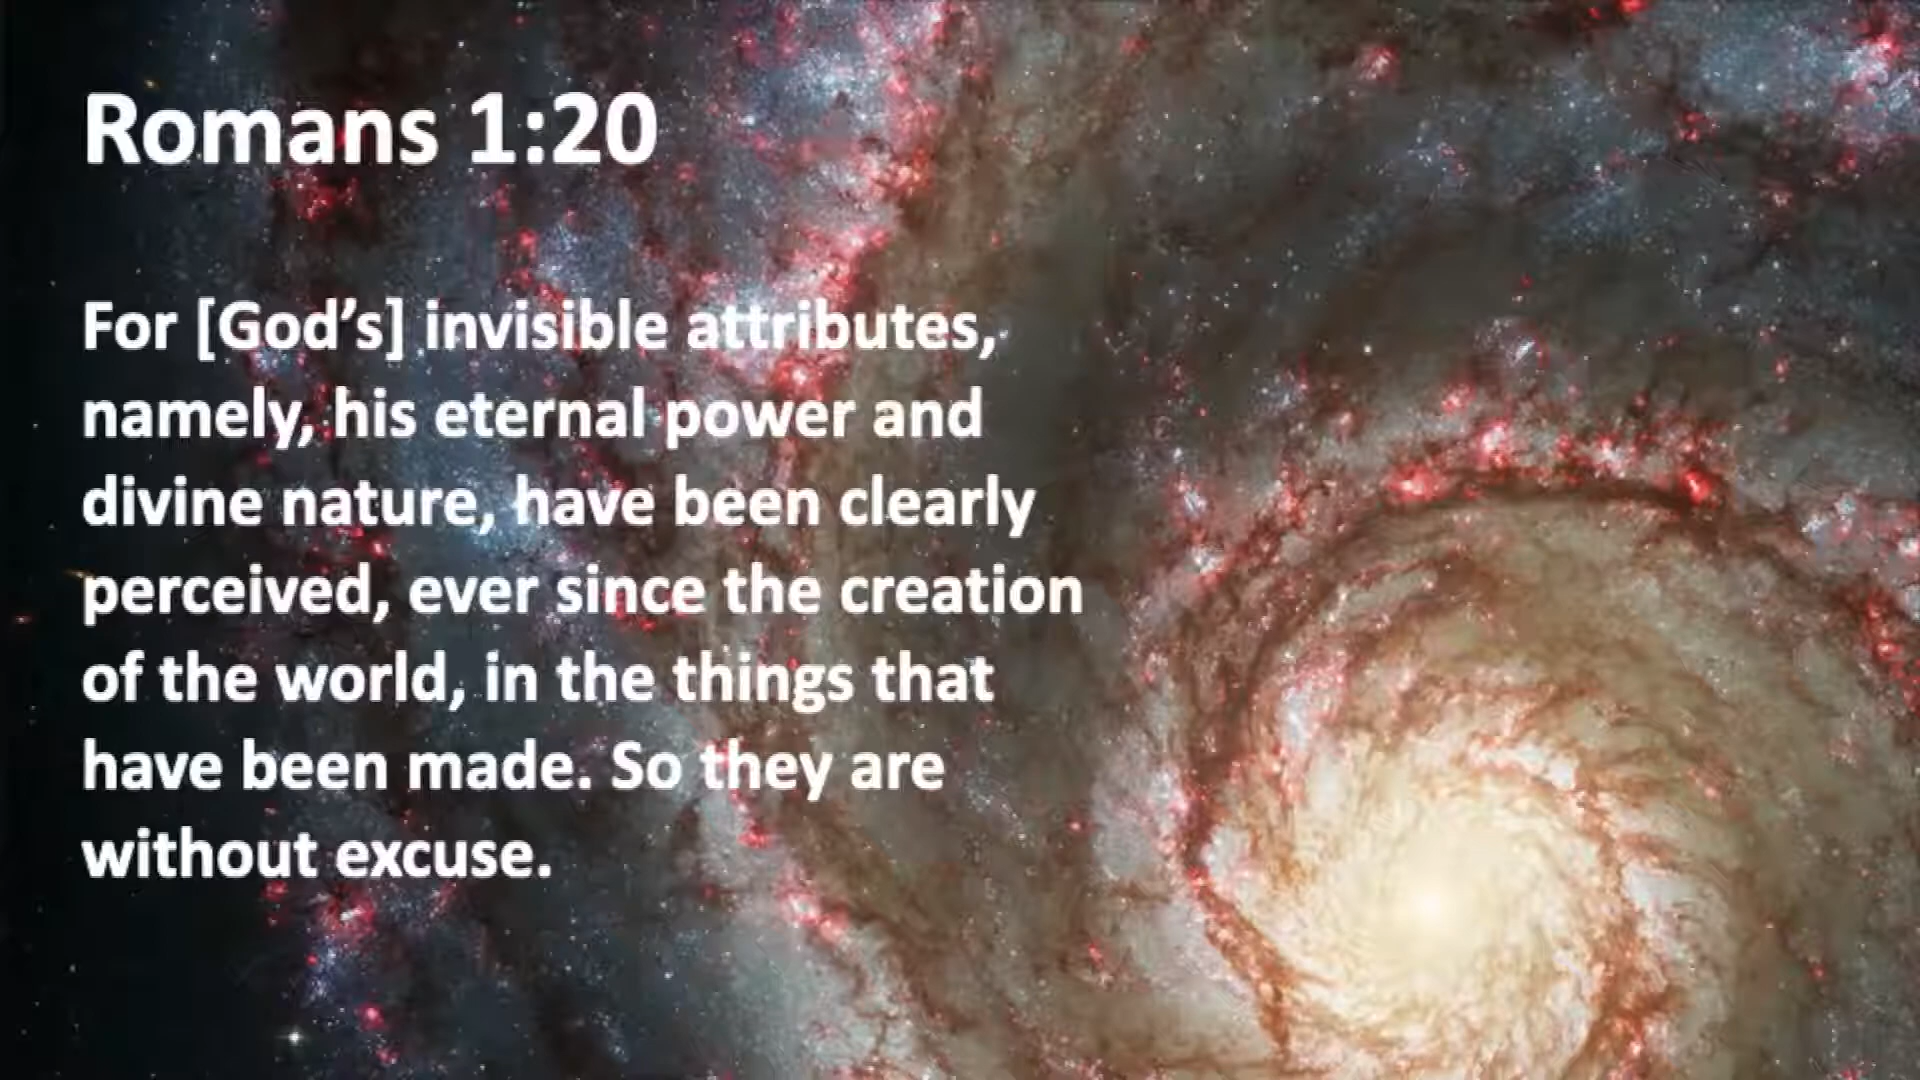 Romans 1:20
For [God’s] invisible attributes,
namely, his eternal power and
divine nature, have been clearly
perceived, ever since the creation
of the world, in the things that
have been made. So they are
without excuse.